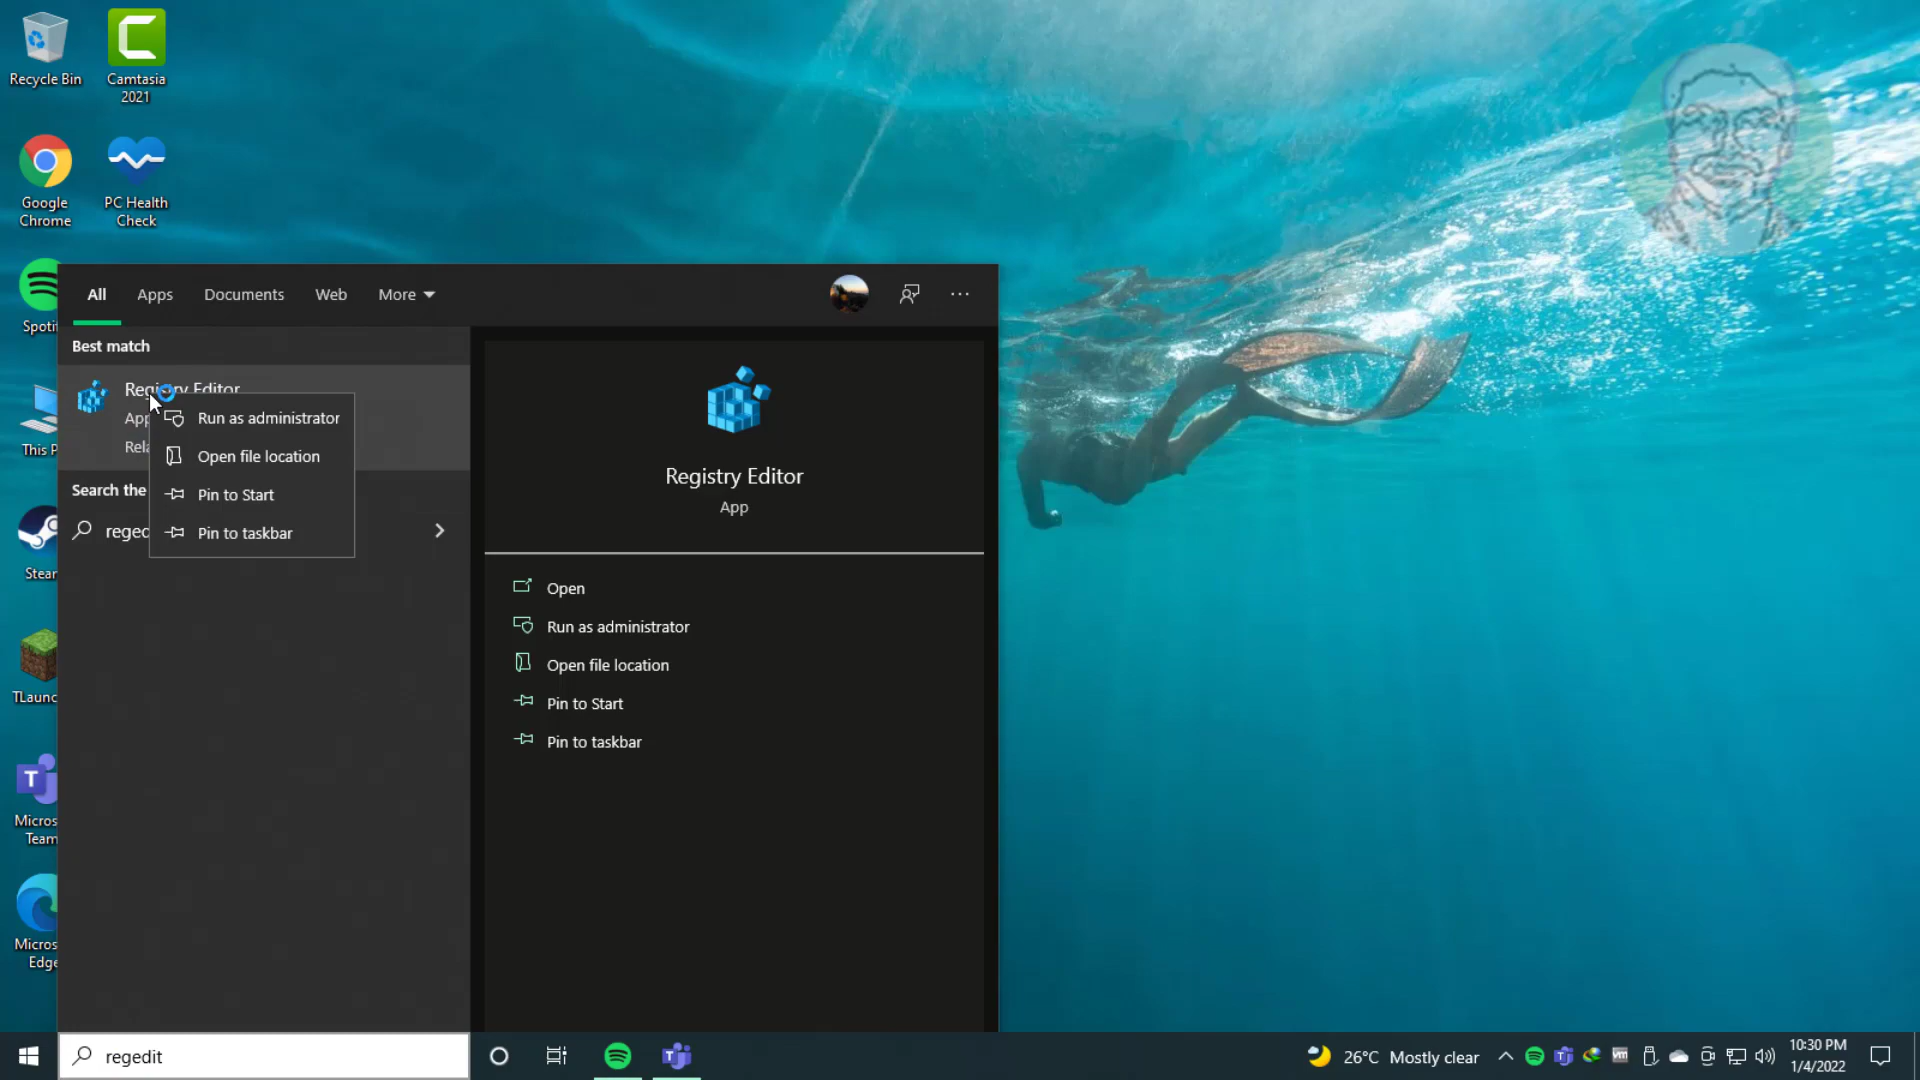 Recycle Bin
Camtasia
2021
Google
Chrome
PC Health
Check
Spoti
This P
Stear
TLaunc
Micros
Team
Micros
Edge
All
Apps
Documents
Web
More
Best match
Registry Editor
App
Rela
Run as administrator
Open file location
Pin to Start
Pin to taskbar
Search the
reged
Registry Editor
App
Open
Run as administrator
Open file location
Pin to Start
Pin to taskbar
regedit
26°C Mostly clear
10:30 PM
1/4/2022